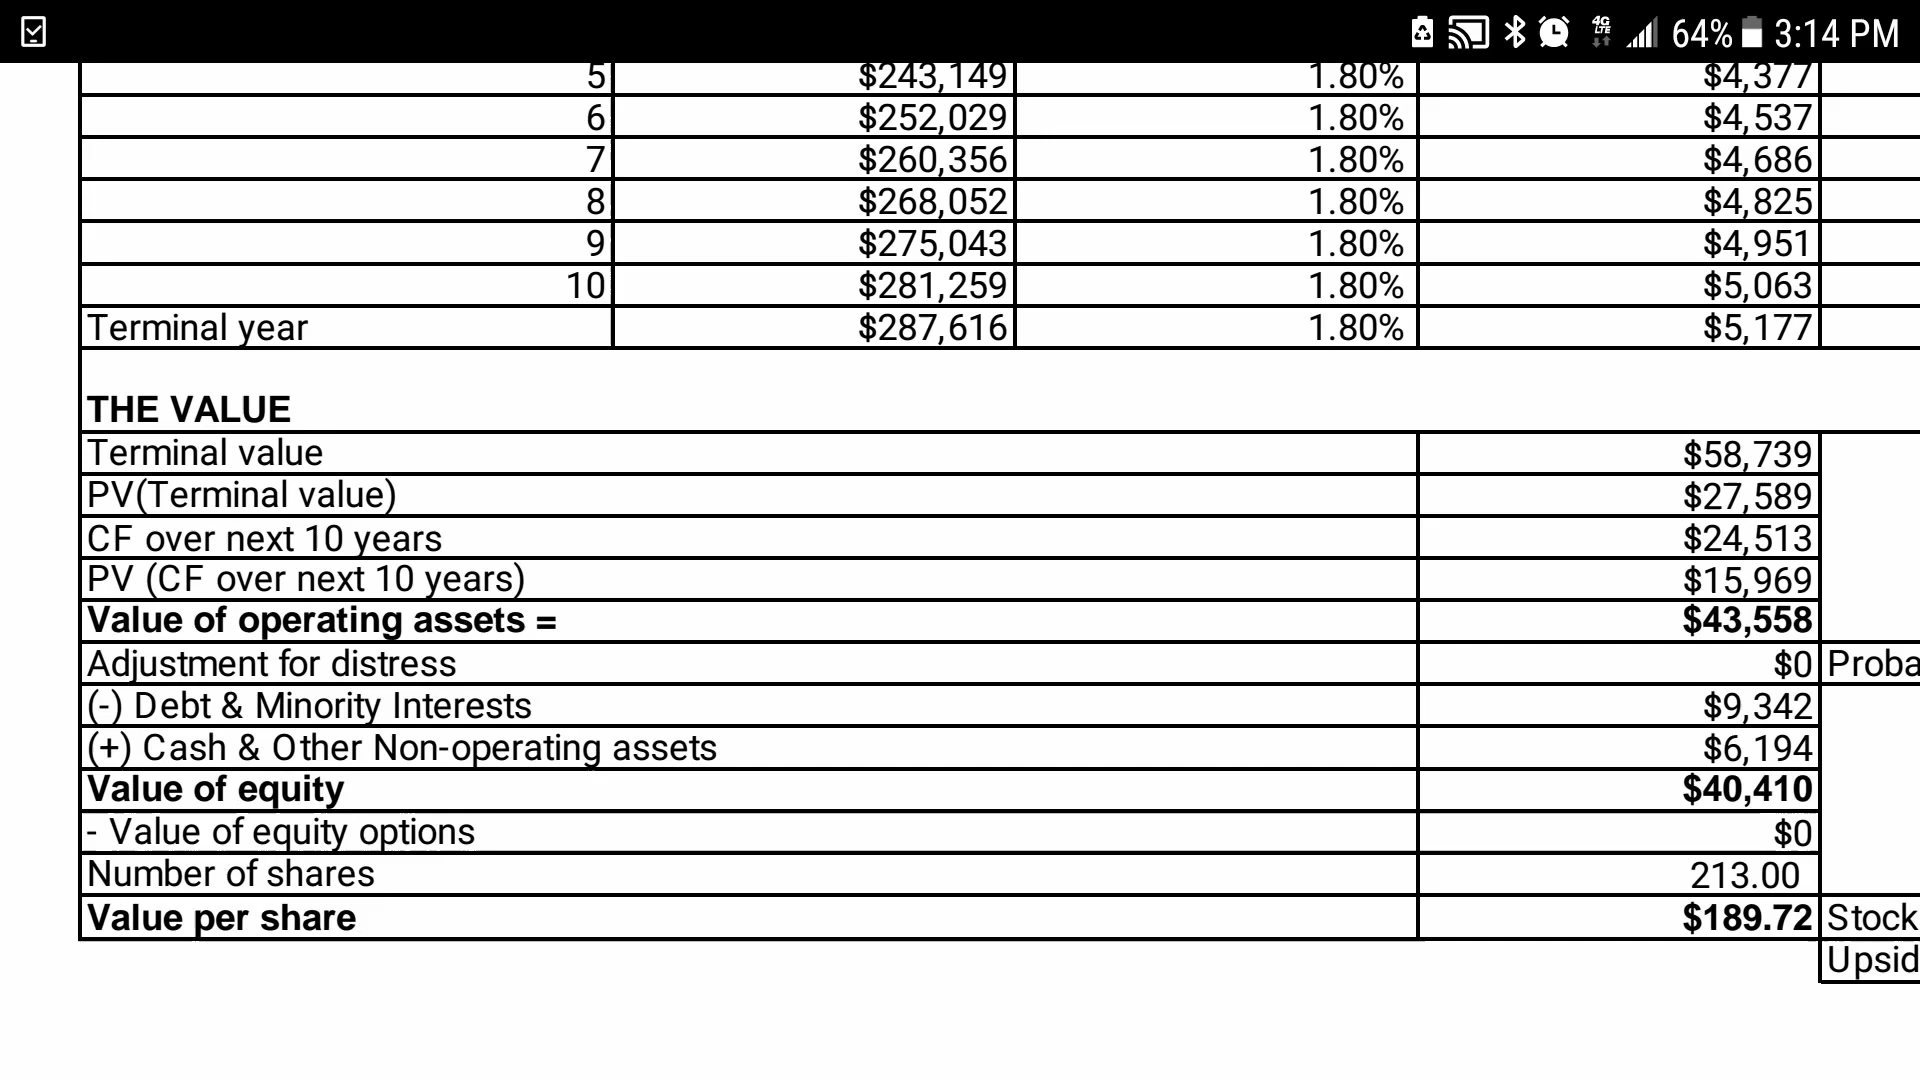 4G LTE 64% 3:14 PM
5 $243,149 1.80% $4,377
6 $252,029 1.80% $4,537
7 $260,356 1.80% $4,686
8 $268,052 1.80% $4,825
9 $275,043 1.80% $4,951
10 $281,259 1.80% $5,063
Terminal year $287,616 1.80% $5,177
THE VALUE
Terminal value $58,739
PV(Terminal value) $27,589
CF over next 10 years $24,513
PV (CF over next 10 years) $15,969
Value of operating assets = $43,558
Adjustment for distress $0 Proba
(-) Debt & Minority Interests $9,342
(+) Cash & Other Non-operating assets $6,194
Value of equity $40,410
- Value of equity options $0
Number of shares 213.00
Value per share $189.72 Stock
Upsid